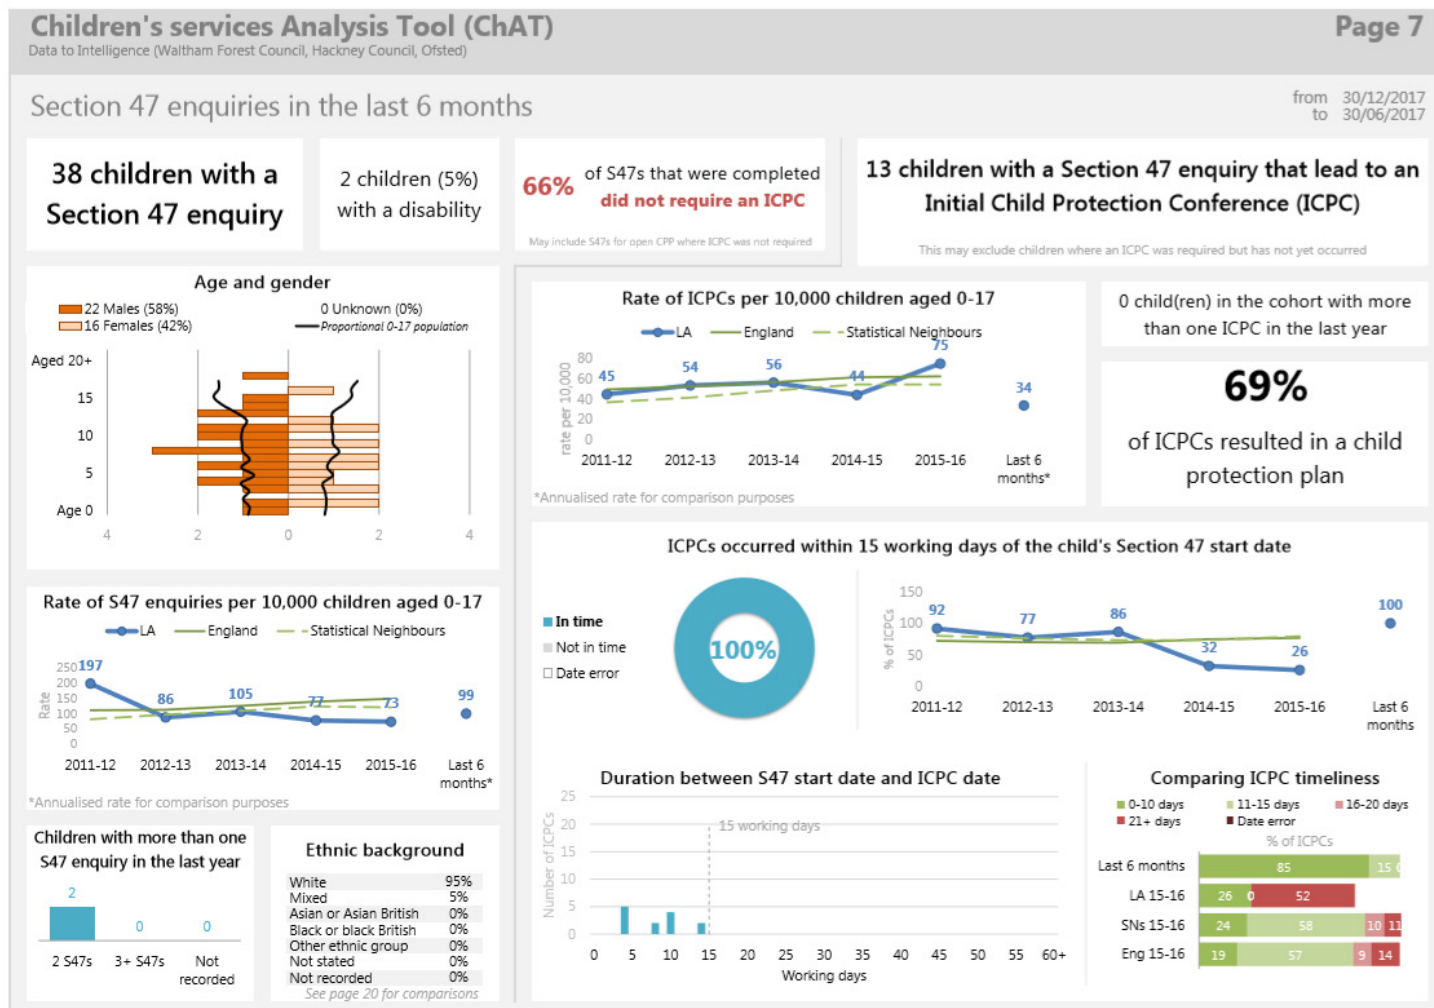 Children's services Analysis Tool (ChAT)
Page 7
Data to Intelligence (Waltham Forest Council, Hackney Council, Ofsted)
Section 47 enquiries in the last 6 months
from 30/12/2017
to 30/06/2017
38 children with a
Section 47 enquiry
2 children (5%)
with a disability
66% of S47s that were completed
did not require an ICPC
May include S47s for open CPP where ICPC was not required
13 children with a Section 47 enquiry that lead to an
Initial Child Protection Conference (ICPC)
This may exclude children where an ICPC was required but has not yet occurred
Age and gender
22 Males (58%)
0 Unknown (0%)
16 Females (42%)
Proportional 0-17 population
Aged 20+
15
10
5
Age 0
4 2 0 2 4
Rate of ICPCs per 10,000 children aged 0-17
LA England Statistical Neighbours
rate per 10,000
80
60
40
20
0
45 54 56 44 75 34
2011-12 2012-13 2013-14 2014-15 2015-16 Last 6
months*
*Annualised rate for comparison purposes
0 child(ren) in the cohort with more
than one ICPC in the last year
69%
of ICPCs resulted in a child
protection plan
Rate of S47 enquiries per 10,000 children aged 0-17
LA England Statistical Neighbours
Rate
250
200
150
100
50
0
197 86 105 77 73 99
2011-12 2012-13 2013-14 2014-15 2015-16 Last 6
months*
*Annualised rate for comparison purposes
ICPCs occurred within 15 working days of the child's Section 47 start date
In time
Not in time
Date error
100%
% of ICPCs
150
100
50
0
92 77 86 32 26 100
2011-12 2012-13 2013-14 2014-15 2015-16 Last 6
months
Children with more than one
S47 enquiry in the last year
2 0 0
2 S47s 3+ S47s Not
recorded
Ethnic background
White 95%
Mixed 5%
Asian or Asian British 0%
Black or black British 0%
Other ethnic group 0%
Not stated 0%
Not recorded 0%
See page 20 for comparisons
Duration between S47 start date and ICPC date
Number of ICPCs
25
20
15
10
5
0
15 working days
0 5 10 15 20 25 30 35 40 45 50 55 60+
Working days
Comparing ICPC timeliness
0-10 days 11-15 days 16-20 days
21+ days Date error
% of ICPCs
Last 6 months 85 15 0
LA 15-16 26 0 52
SNs 15-16 24 58 10 11
Eng 15-16 19 57 9 14